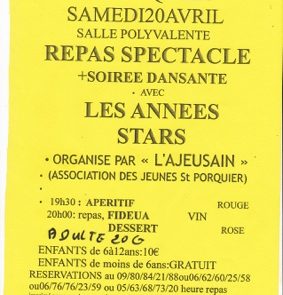 SAMEDI20AVRIL
SALLE POLYVALENTE
REPAS SPECTACLE
+SOIREE DANSANTE
• AVEC
LES ANNEES
STARS
• ORGANISE PAR « L'AJEUSAIN »
(ASSOCIATION DES JEUNES St PORQUIER)
• 19h30 : APERITIF ROUGE
20h00: repas, FIDEUA VIN
DESSERT ROSE
ADULTE 20G
ENFANTS de 6à12ans:10€
ENFANTS de moins de 6ans:GRATUIT
RESERVATIONS au 09/80/84/21/88ou06/62/60/25/58
ou06/76/76/23/59 ou 05/63/68/73/20 heure repas